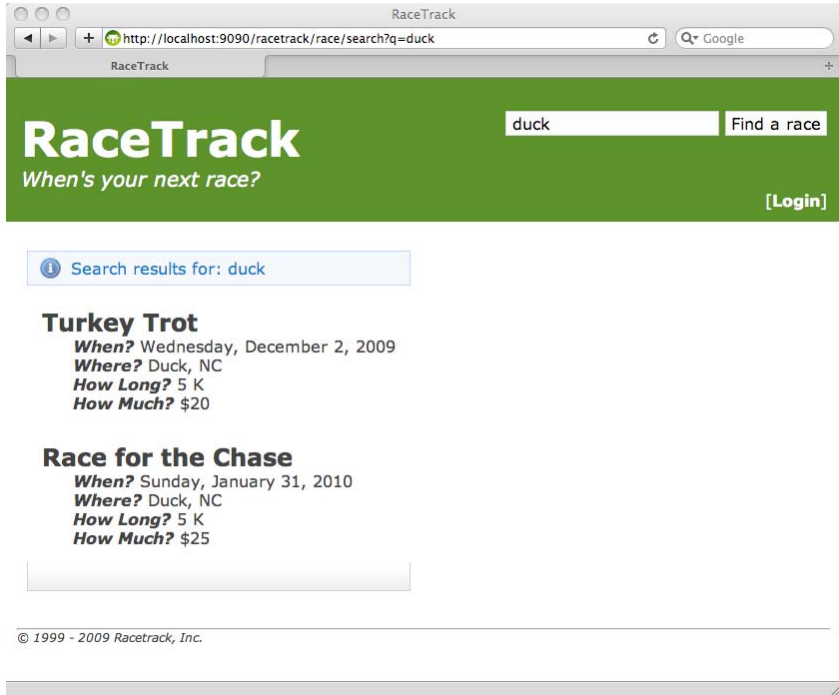 RaceTrack
http://localhost:9090/racetrack/race/search?q=duck
Google
RaceTrack
RaceTrack
When's your next race?
duck
Find a race
[Login]
Search results for: duck
Turkey Trot
When? Wednesday, December 2, 2009
Where? Duck, NC
How Long? 5 K
How Much? $20
Race for the Chase
When? Sunday, January 31, 2010
Where? Duck, NC
How Long? 5 K
How Much? $25
© 1999 - 2009 Racetrack, Inc.